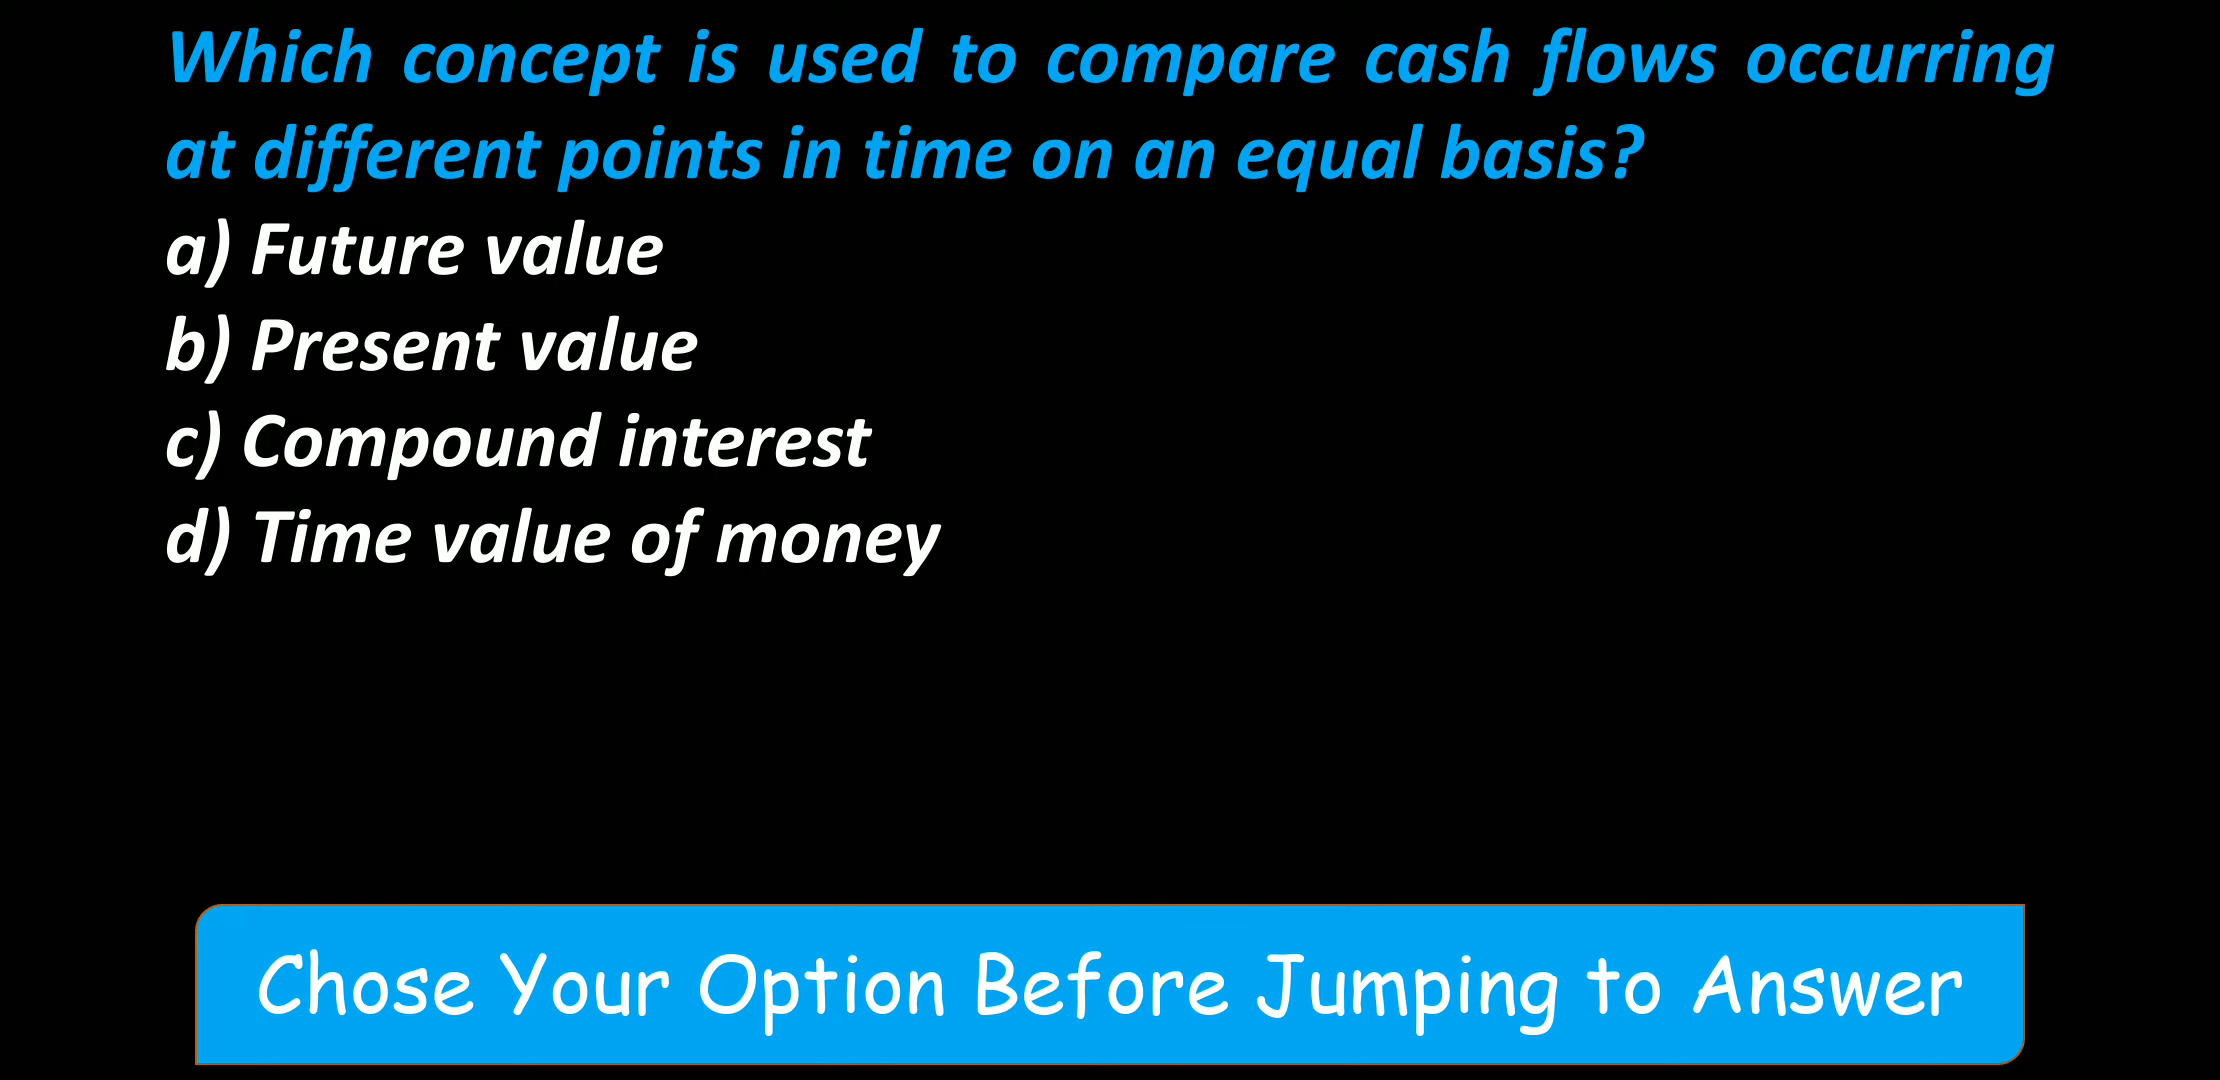 Which concept is used to compare cash flows occurring
at different points in time on an equal basis?
a) Future value
b) Present value
c) Compound interest
d) Time value of money
Chose Your Option Before Jumping to Answer